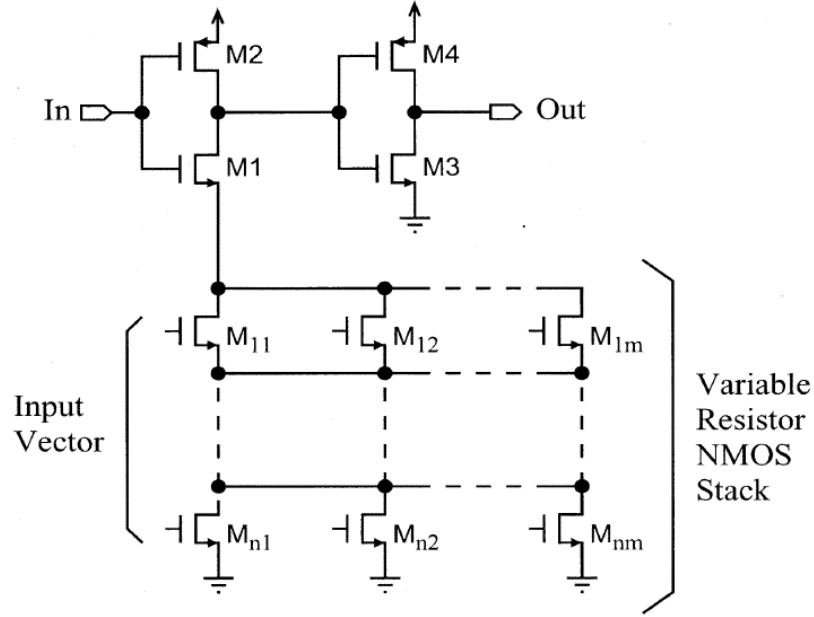 M2
M4
In
Out
M1
M3
M11
M12
M1m
Input
Vector
Variable
Resistor
NMOS
Stack
Mn1
Mn2
Mnm